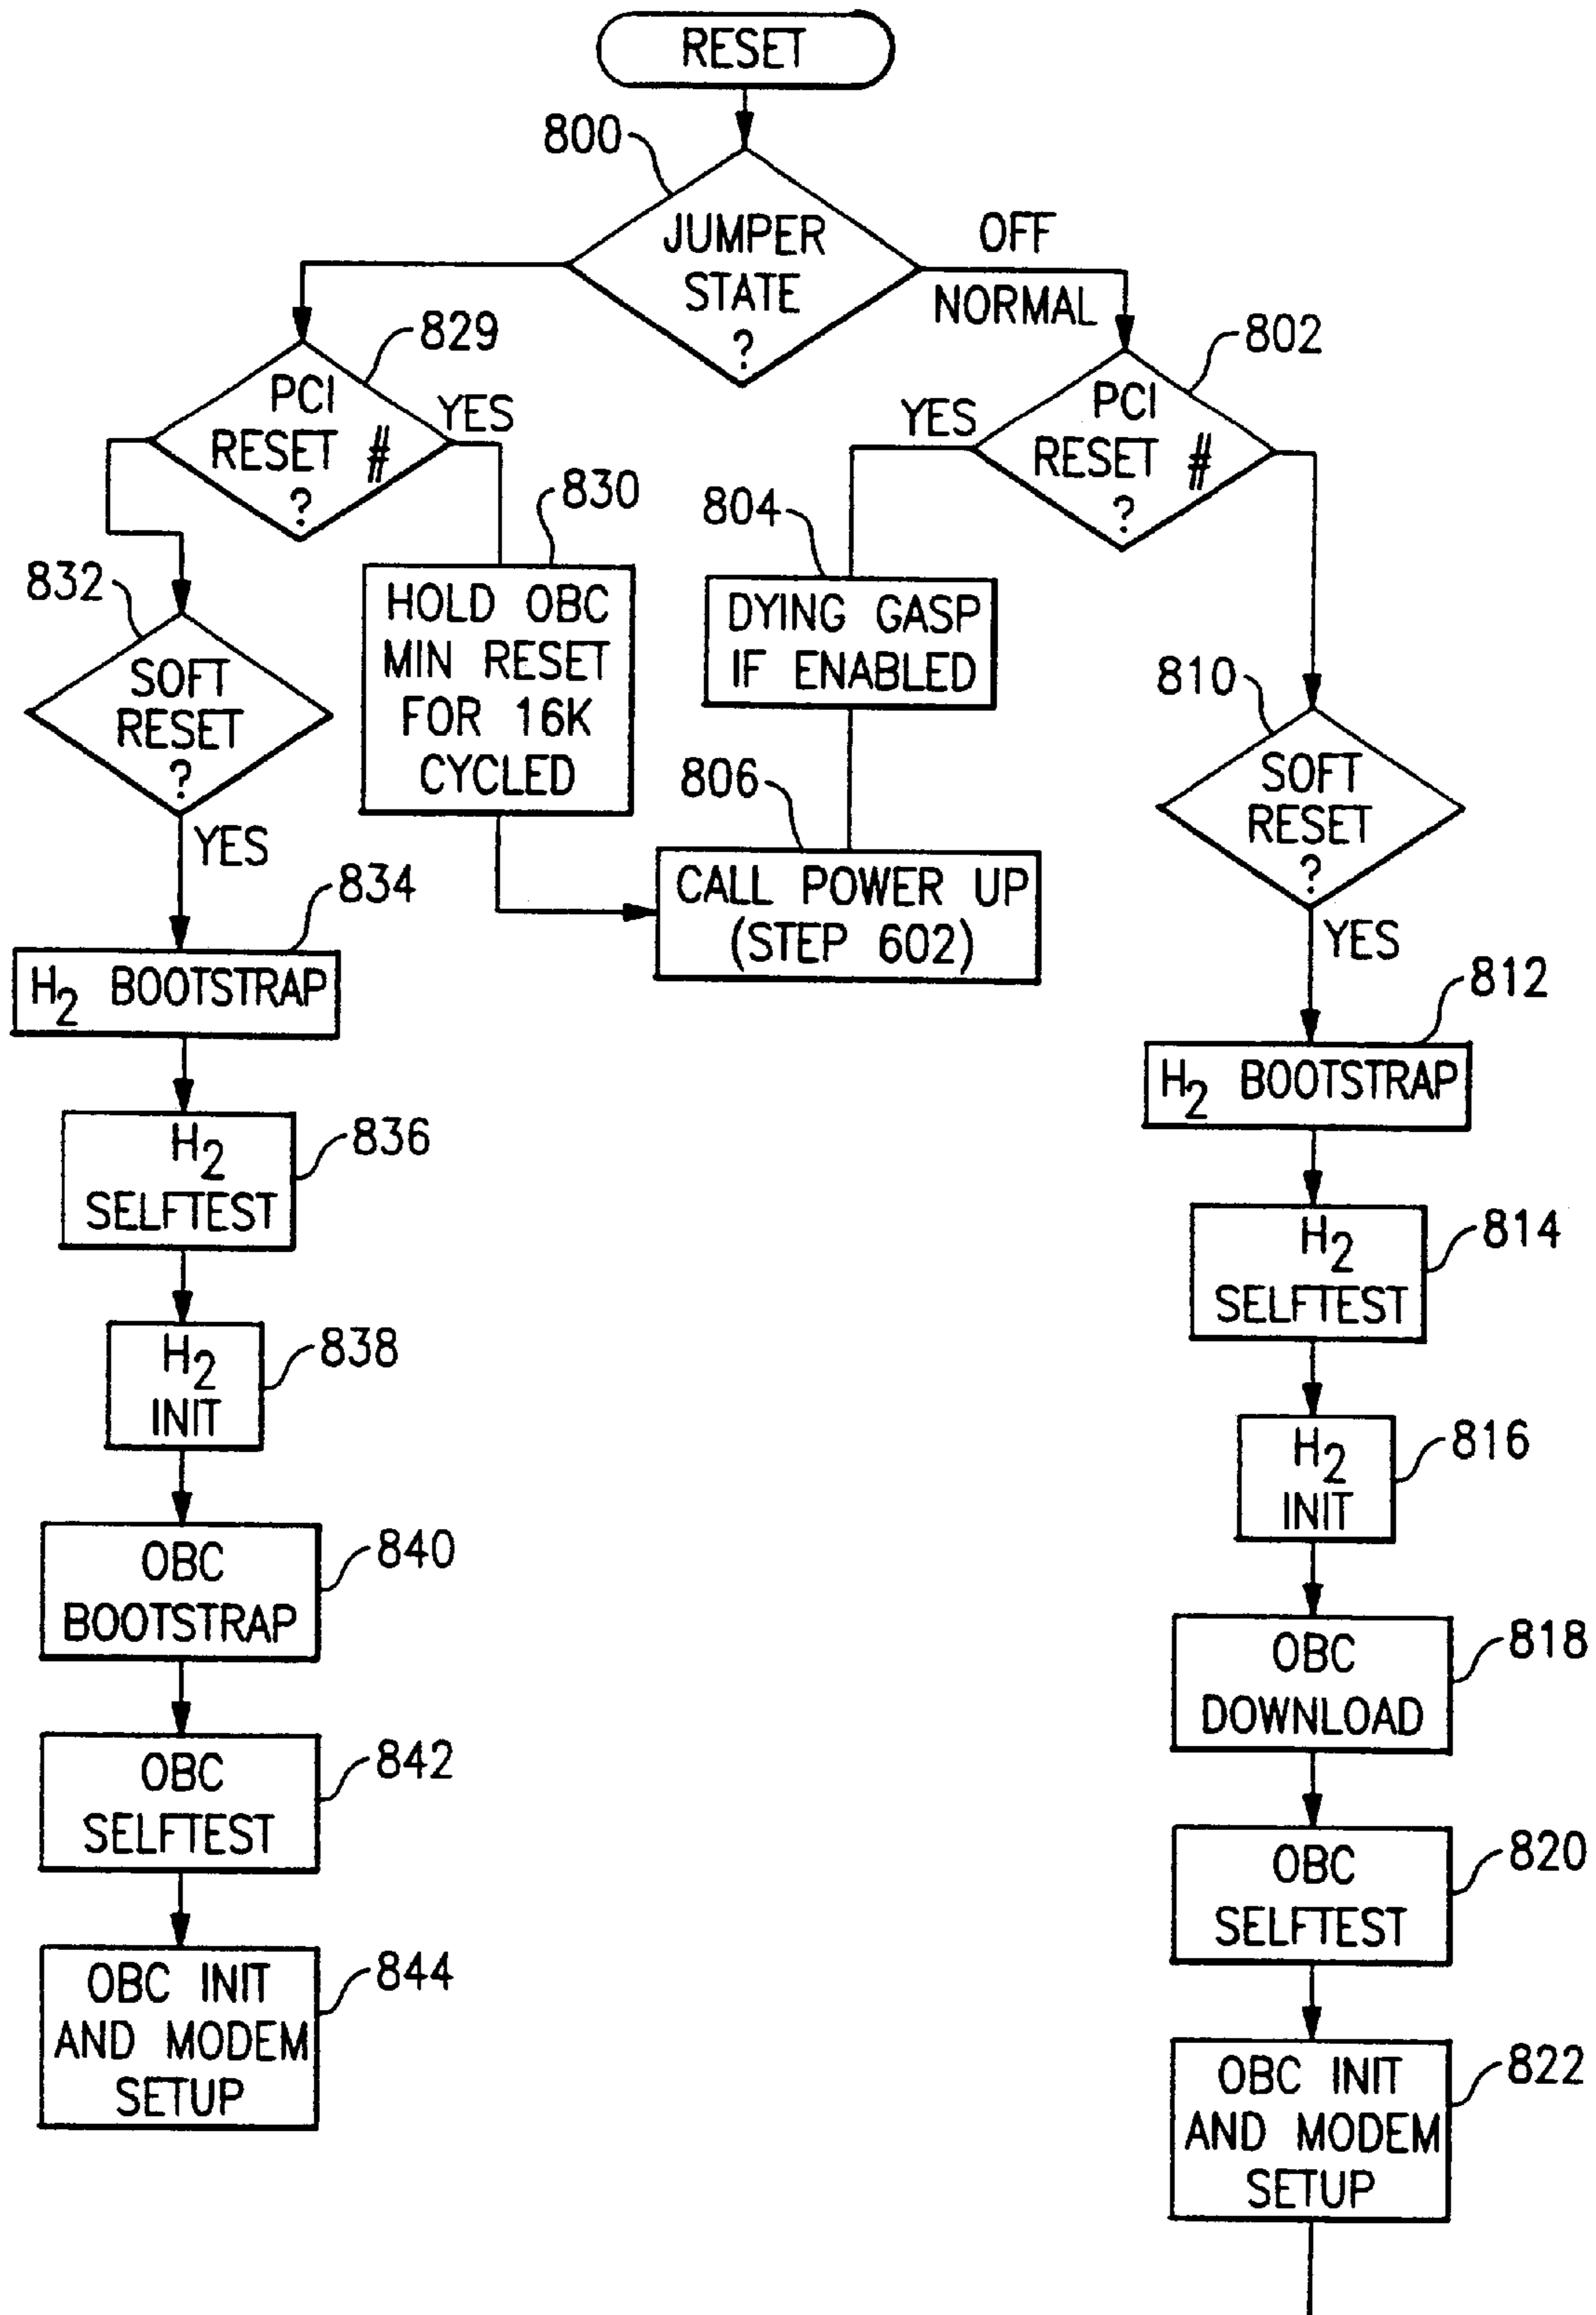 RESET
800
JUMPER
STATE
?
OFF
NORMAL
829
PCI
RESET #
?
YES
802
PCI
RESET #
?
YES
830
HOLD OBC
MIN RESET
FOR 16K
CYCLED
804
DYING GASP
IF ENABLED
832
SOFT
RESET
?
YES
806
CALL POWER UP
(STEP 602)
810
SOFT
RESET
?
YES
834
H2 BOOTSTRAP
836
H2
SELFTEST
838
H2
INIT
840
OBC
BOOTSTRAP
842
OBC
SELFTEST
844
OBC INIT
AND MODEM
SETUP
812
H2 BOOTSTRAP
814
H2
SELFTEST
816
H2
INIT
818
OBC
DOWNLOAD
820
OBC
SELFTEST
822
OBC INIT
AND MODEM
SETUP